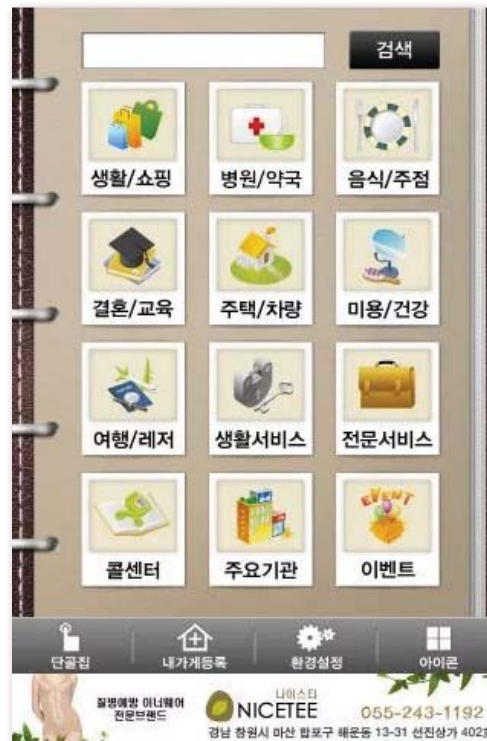 검색
생활/쇼핑
병원/약국
음식/주점
결혼/교육
주택/차량
미용/건강
여행/레저
생활서비스
전문서비스
콜센터
주요기관
EVENT
이벤트
단골집
내가게등록
환경설정
아이콘
질병예방 이너웨어
전문브랜드
나이스티
NICETEE
055-243-1192
경남 창원시 마산 합포구 해운동 13-31 선진상가 402호